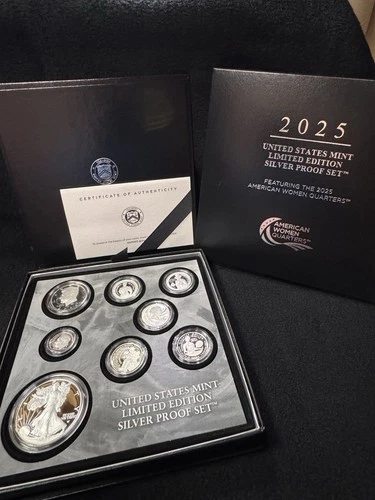 2025
UNITED STATES MINT
LIMITED EDITION
SILVER PROOF SET™
FEATURING THE 2025
AMERICAN WOMEN QUARTERS™
AMERICAN
WOMEN
QUARTERS™
CERTIFICATE OF AUTHENTICITY
UNITED STATES MINT
LIMITED EDITION
SILVER PROOF SET™